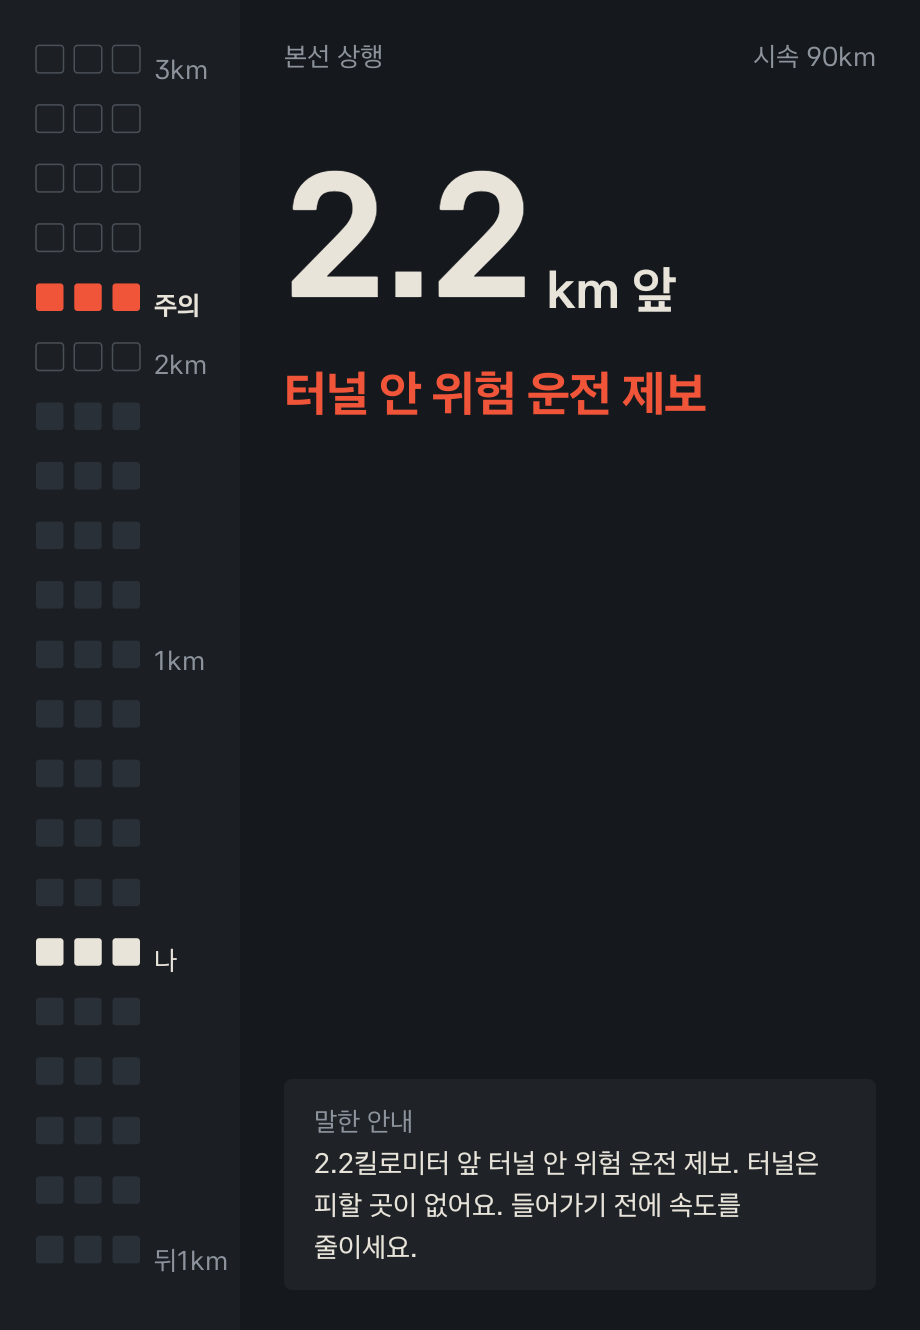 3km
주의
2km
1km
나
뒤1km
본선 상행
시속 90km
2.2 km 앞
터널 안 위험 운전 제보
말한 안내
2.2킬로미터 앞 터널 안 위험 운전 제보. 터널은
피할 곳이 없어요. 들어가기 전에 속도를
줄이세요.